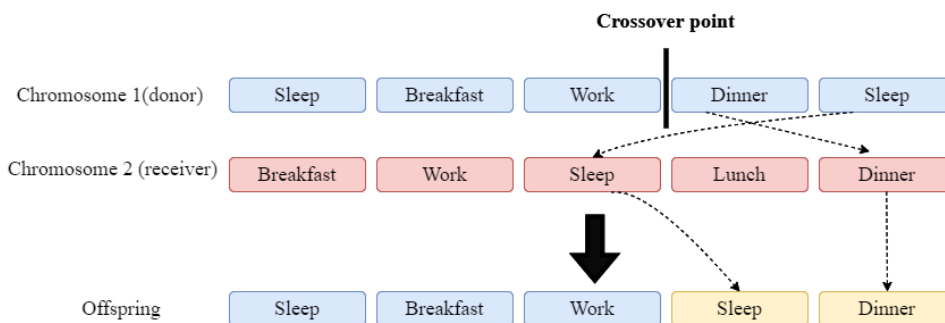 Crossover point
Chromosome 1(donor) Sleep Breakfast Work Dinner Sleep
Chromosome 2 (receiver) Breakfast Work Sleep Lunch Dinner
Offspring Sleep Breakfast Work Sleep Dinner